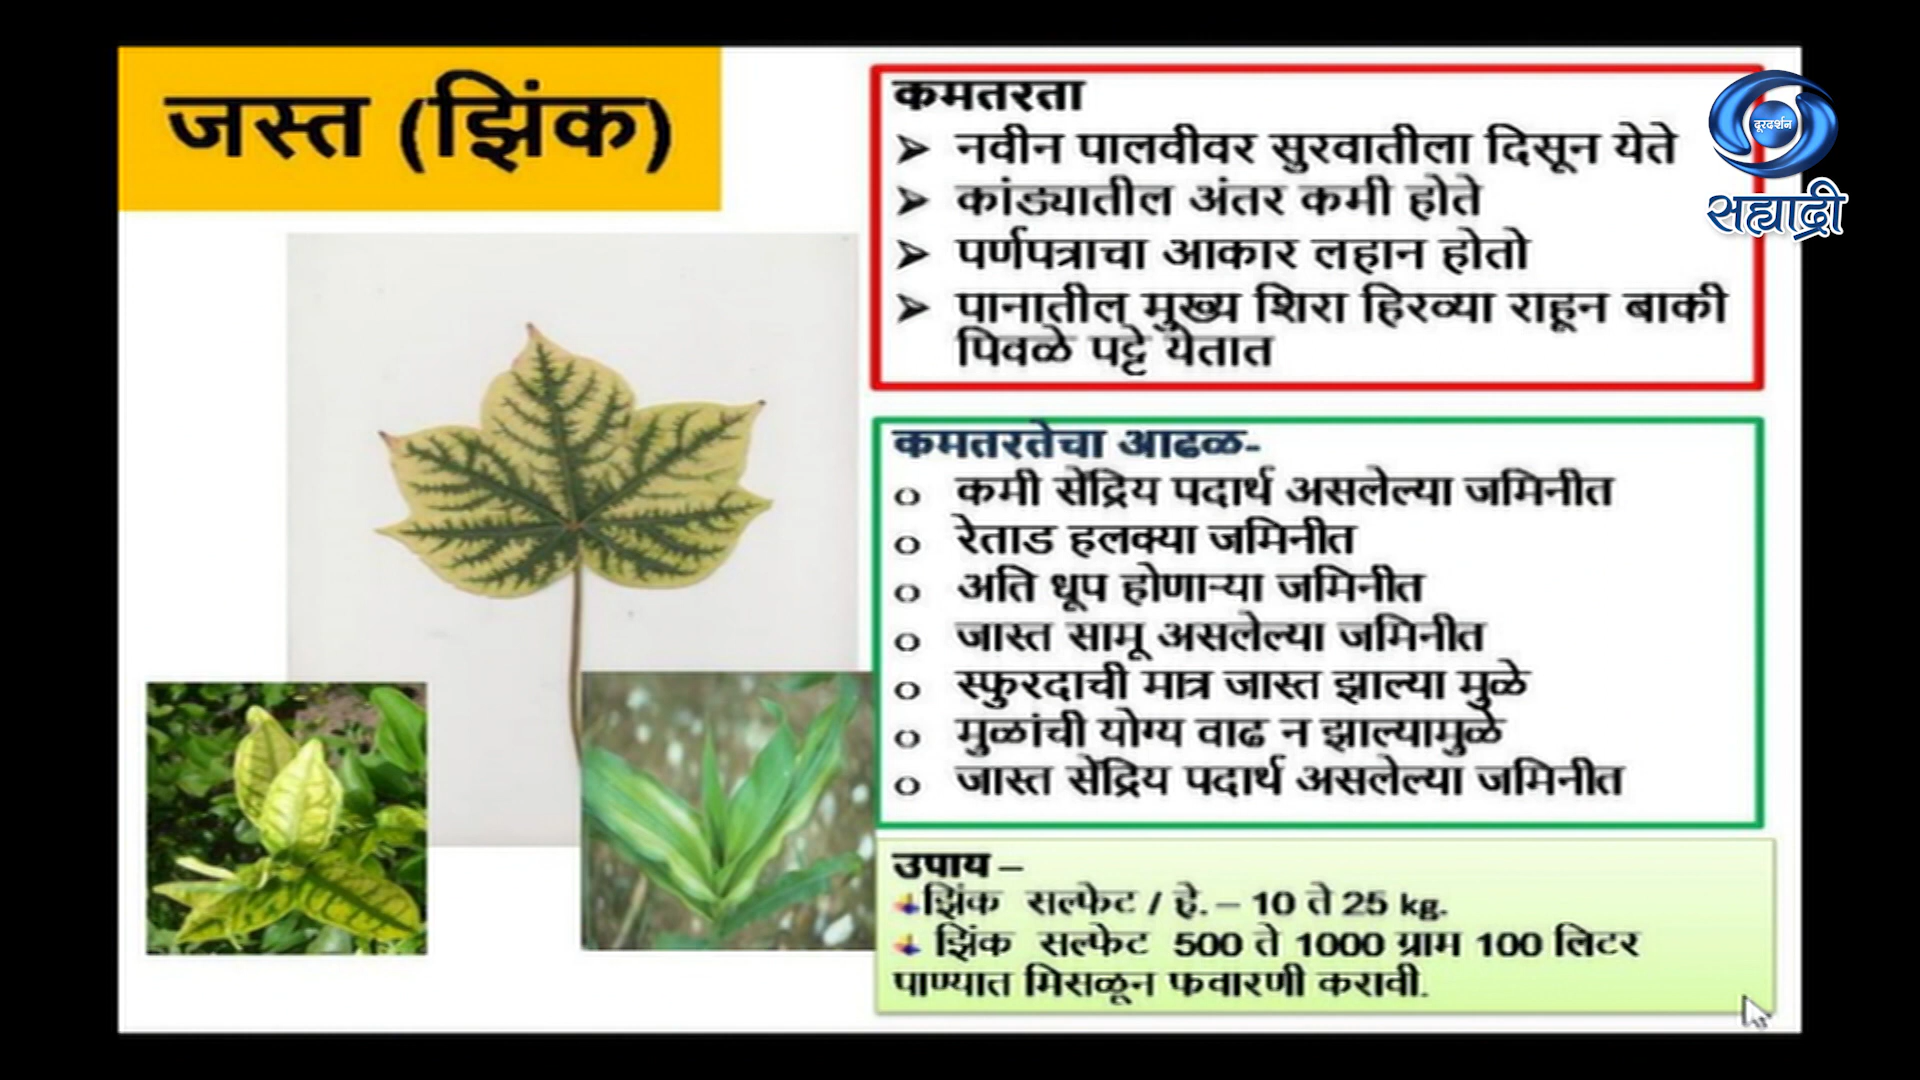 जस्त (झिंक)
कमतरता
नवीन पालवीवर सुरवातीला दिसून येते
कांड्यातील अंतर कमी होते
पर्णपत्राचा आकार लहान होतो
पानातील मुख्य शिरा हिरव्या राहून बाकी
पिवळे पट्टे येतात
कमतरतेचा आढळ-
कमी सेंद्रिय पदार्थ असलेल्या जमिनीत
रेताड हलक्या जमिनीत
अति धूप होणाऱ्या जमिनीत
जास्त सामू असलेल्या जमिनीत
स्फुरदाची मात्र जास्त झाल्या मुळे
मुळांची योग्य वाढ न झाल्यामुळे
जास्त सेंद्रिय पदार्थ असलेल्या जमिनीत
उपाय –
झिंक सल्फेट / हे. – 10 ते 25 kg.
झिंक सल्फेट 500 ते 1000 ग्राम 100 लिटर
पाण्यात मिसळून फवारणी करावी.
दूरदर्शन
सह्याद्री